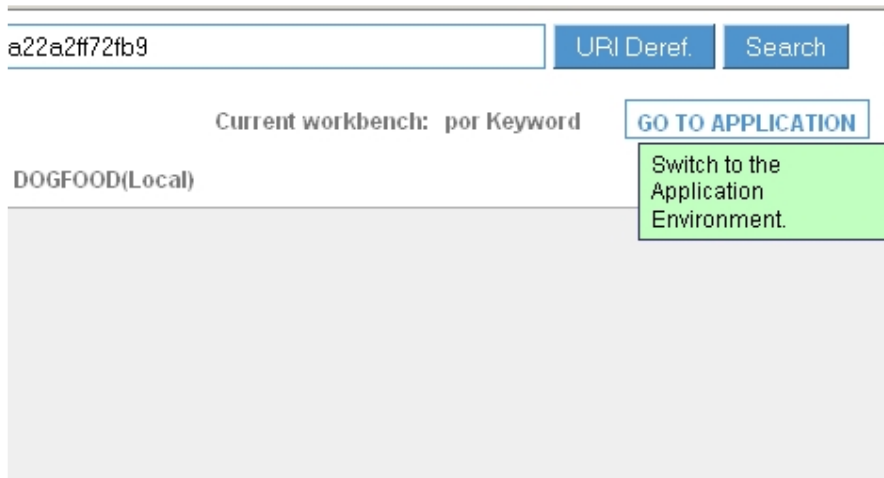 a22a2ff72fb9
URI Deref.
Search
Current workbench: por Keyword
GO TO APPLICATION
DOGFOOD(Local)
Switch to the
Application
Environment.